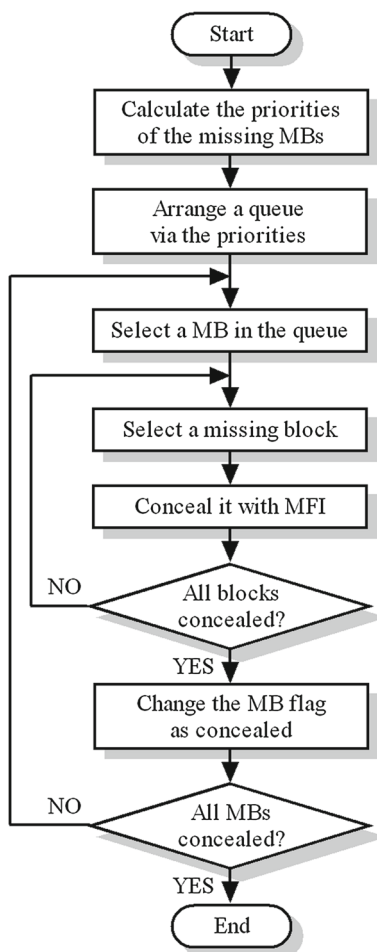 Start
Calculate the priorities
of the missing MBs
Arrange a queue
via the priorities
Select a MB in the queue
Select a missing block
Conceal it with MFI
NO
All blocks
concealed?
YES
Change the MB flag
as concealed
NO
All MBs
concealed?
YES
End